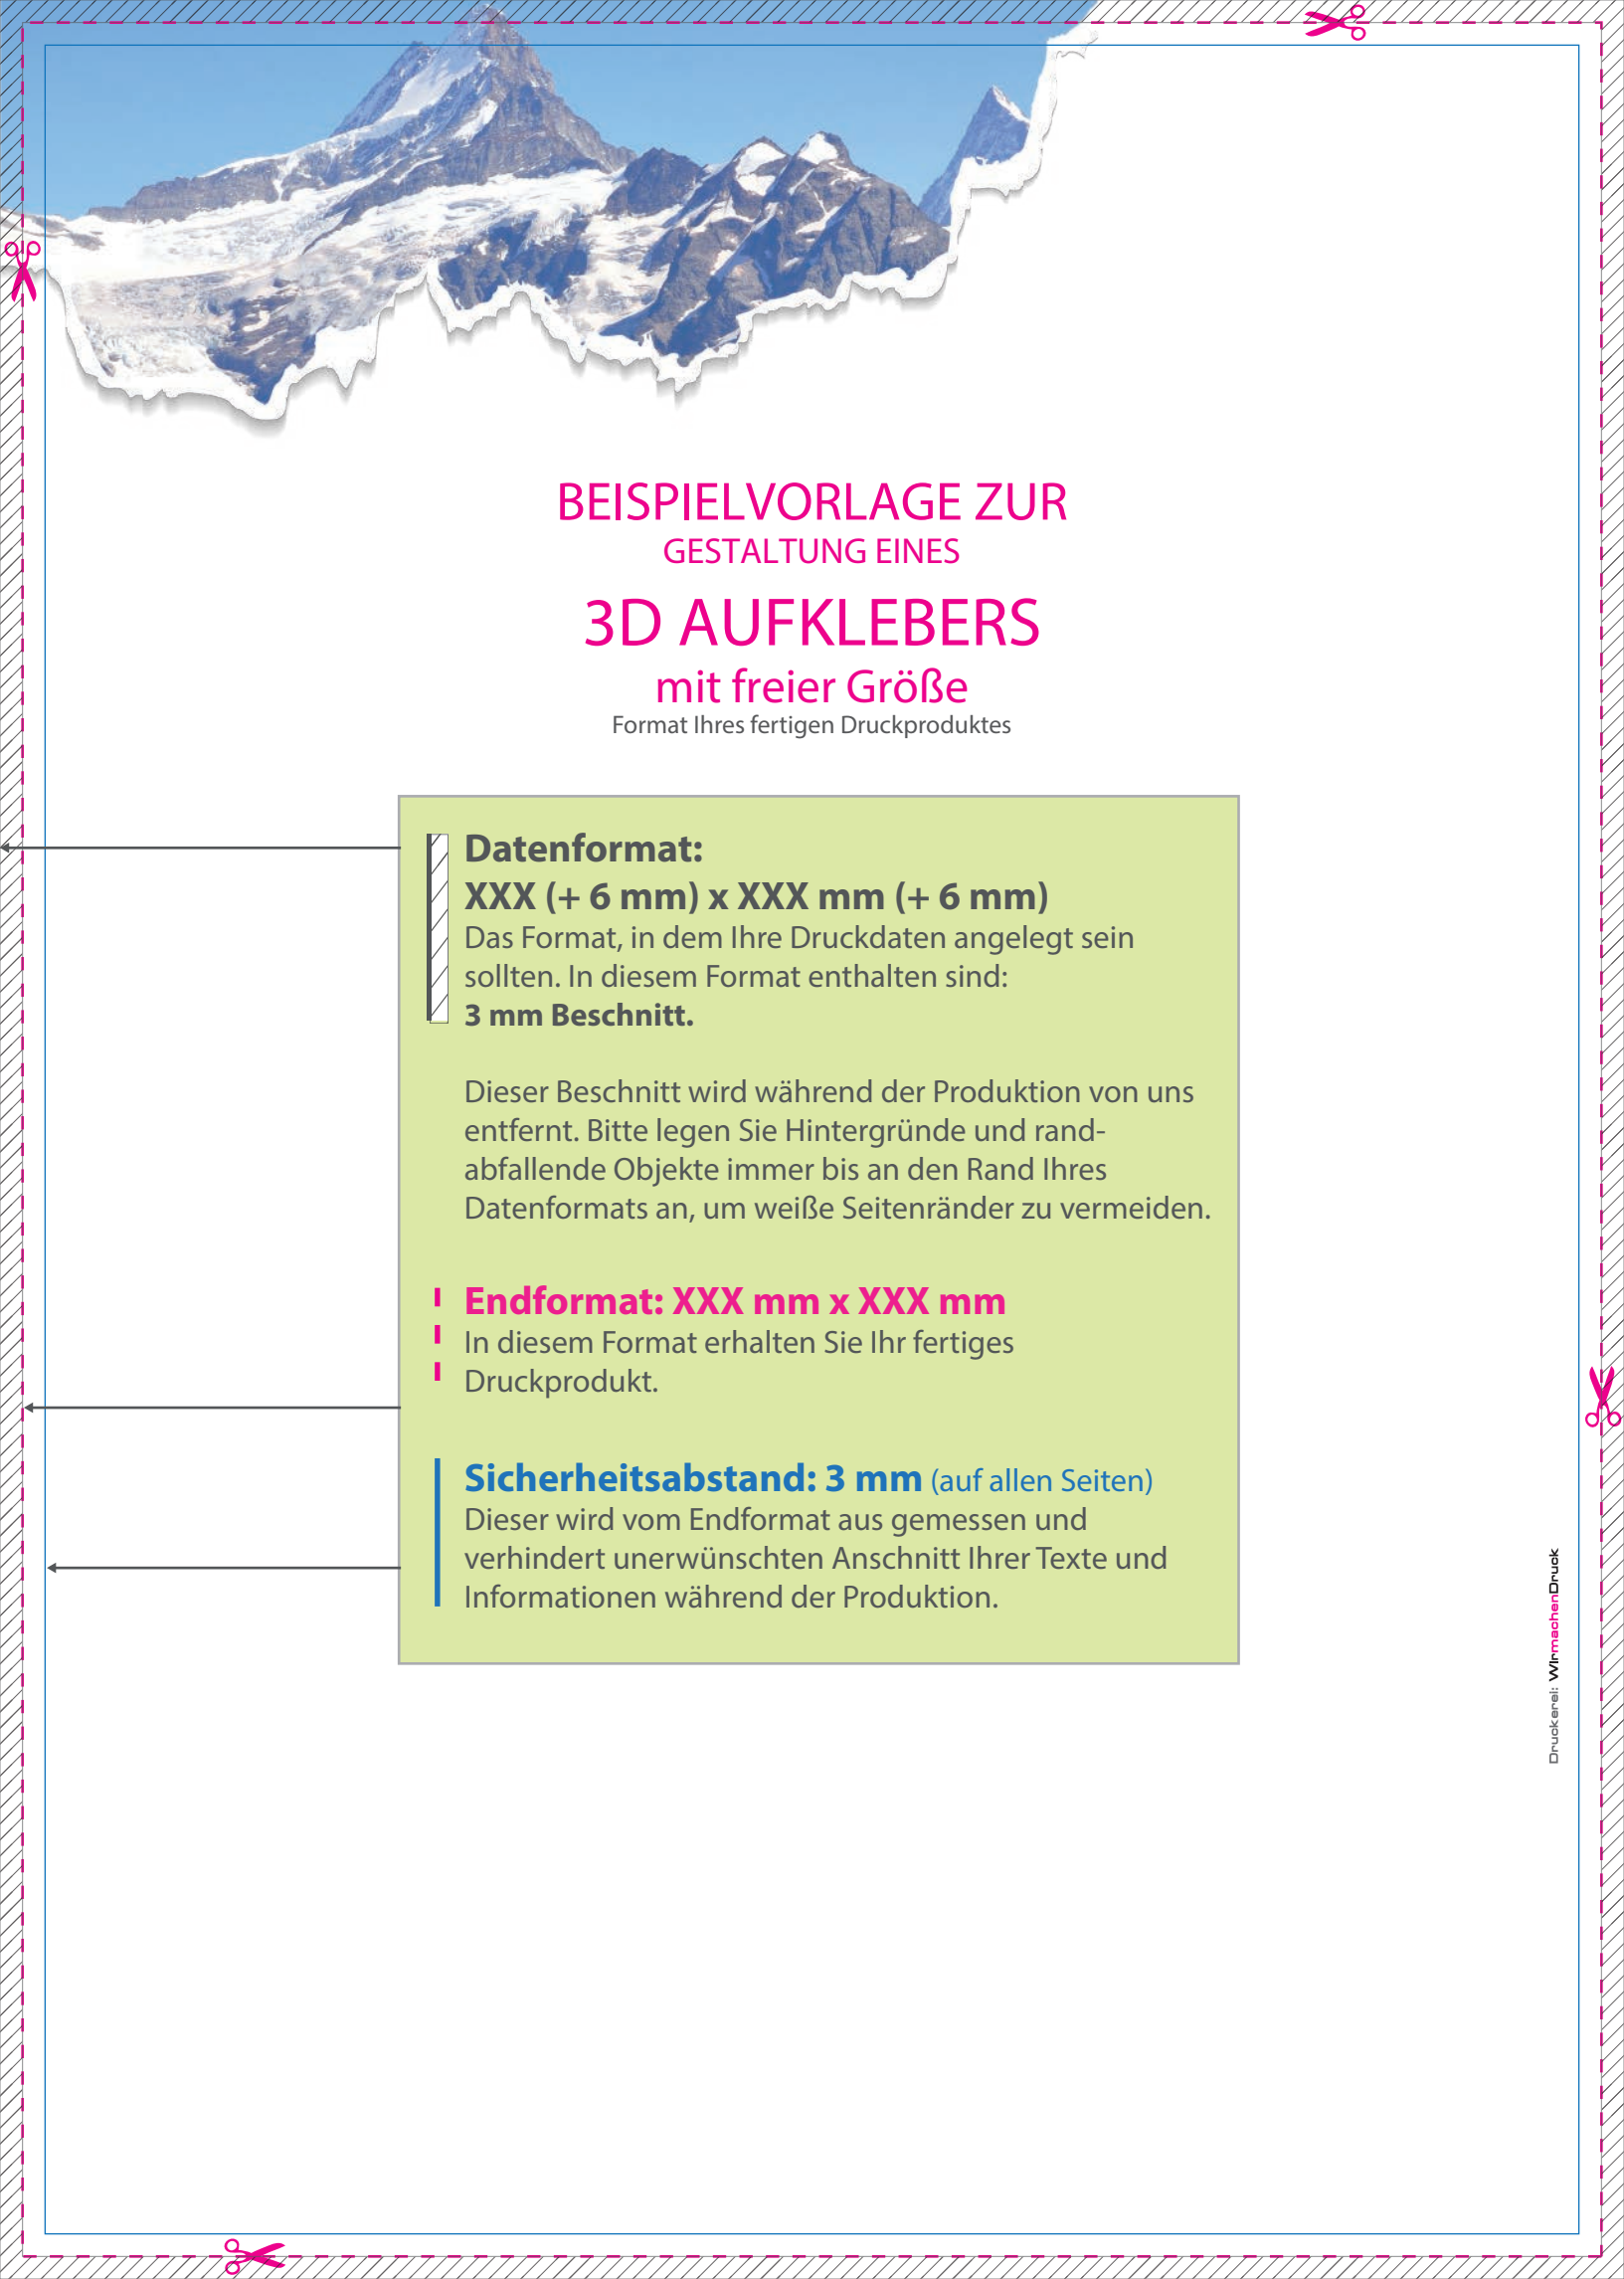 BEISPIELVORLAGE ZUR
GESTALTUNG EINES
3D AUFKLEBERS
mit freier Größe
Format Ihres fertigen Druckproduktes
Datenformat:
XXX (+ 6 mm) x XXX mm (+ 6 mm)
Das Format, in dem Ihre Druckdaten angelegt sein
sollten. In diesem Format enthalten sind:
3 mm Beschnitt.
Dieser Beschnitt wird während der Produktion von uns
entfernt. Bitte legen Sie Hintergründe und rand-
abfallende Objekte immer bis an den Rand Ihres
Datenformats an, um weiße Seitenränder zu vermeiden.
Endformat: XXX mm x XXX mm
In diesem Format erhalten Sie Ihr fertiges
Druckprodukt.
Sicherheitsabstand: 3 mm (auf allen Seiten)
Dieser wird vom Endformat aus gemessen und
verhindert unerwünschten Anschnitt Ihrer Texte und
Informationen während der Produktion.
Druckerei: WIrmachenDruck